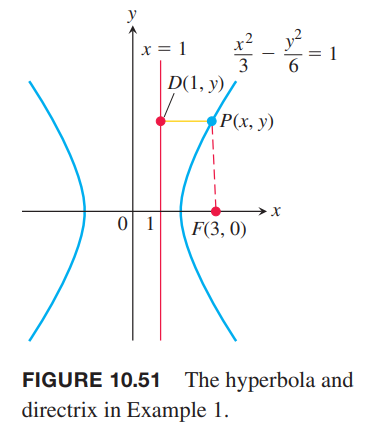 y
x = 1
x²/3 − y²/6 = 1
D(1, y)
P(x, y)
x
0 1
F(3, 0)
FIGURE 10.51 The hyperbola and
directrix in Example 1.